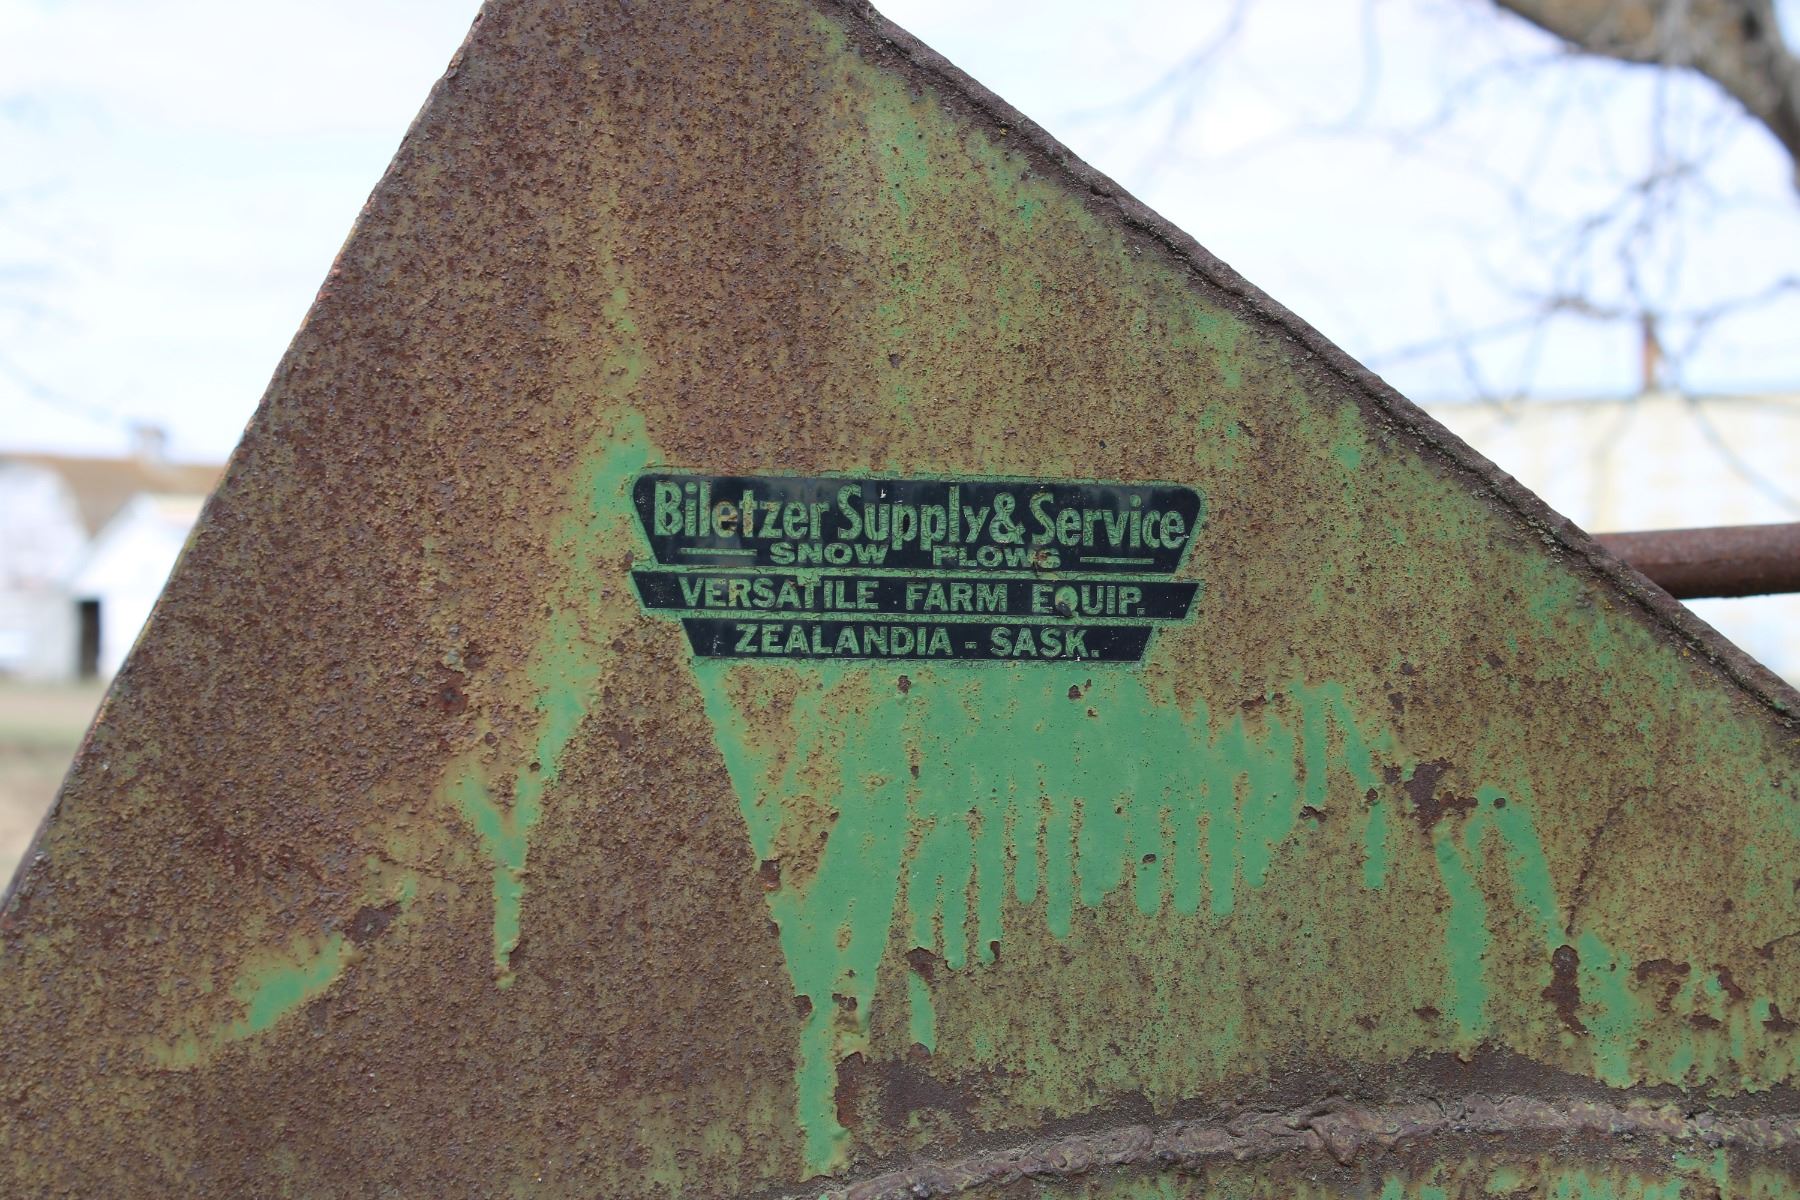 Biletzer Supply & Service
SNOW PLOWS
VERSATILE FARM EQUIP.
ZEALANDIA - SASK.